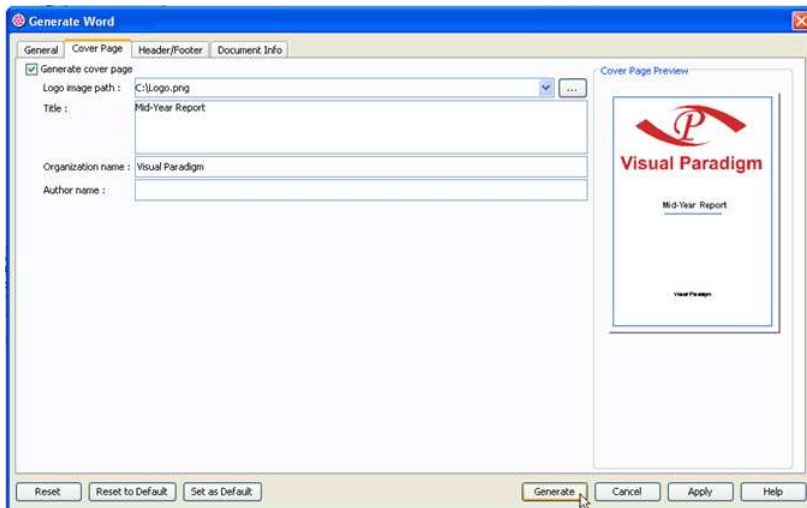 Generate Word
General Cover Page Header/Footer Document Info
Generate cover page
Logo image path : C:\Logo.png ...
Title : Mid-Year Report
Organization name : Visual Paradigm
Author name :
Cover Page Preview
P
Visual Paradigm
Mid-Year Report
Visual Paradigm
Reset Reset to Default Set as Default Generate Cancel Apply Help